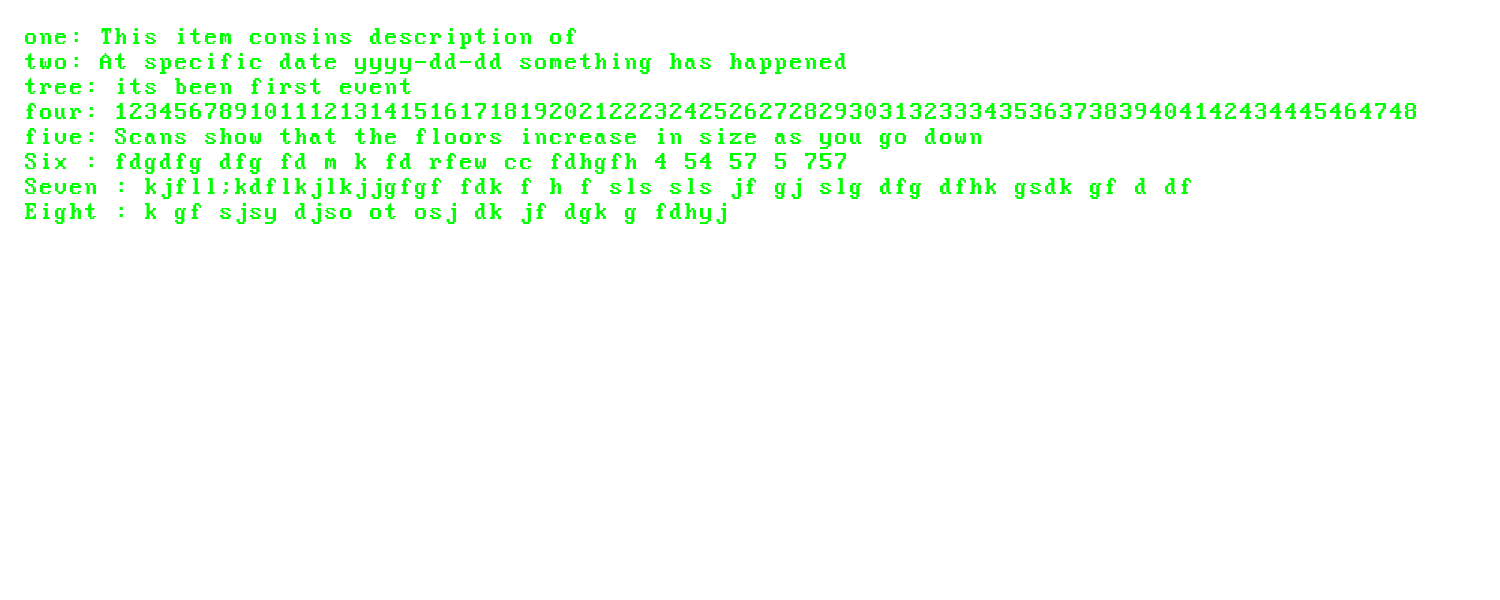 one: This item consins description of
two: At specific date yyyy-dd-dd something has happened
tree: its been first event
four: 123456789101112131415161718192021222324252627282930313233343536373839404142434445464748
five: Scans show that the floors increase in size as you go down
Six : fdgdfg dfg fd m k fd rfew cc fdhgfh 4 54 57 5 757
Seven : kjfll;kdflkjlkjjgfgf fdk f h f sls sls jf gj slg dfg dfhk gsdk gf d df
Eight : k gf sjsy djso ot osj dk jf dgk g fdhyj